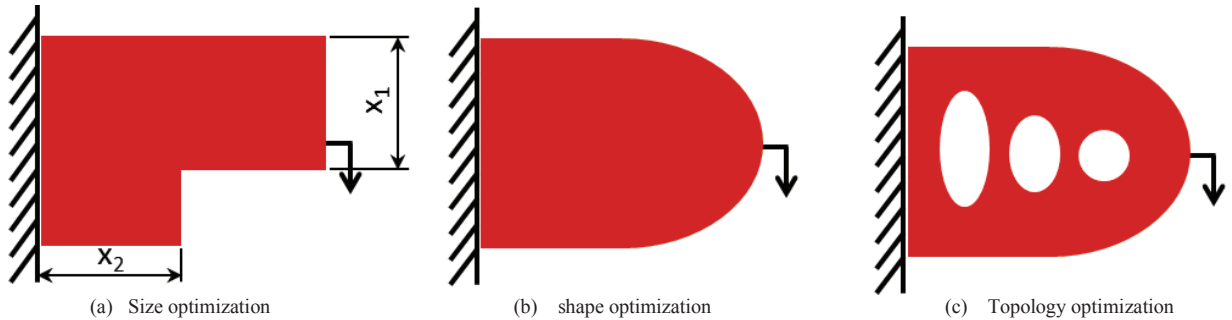 x1
x2
(a) Size optimization
(b) shape optimization
(c) Topology optimization